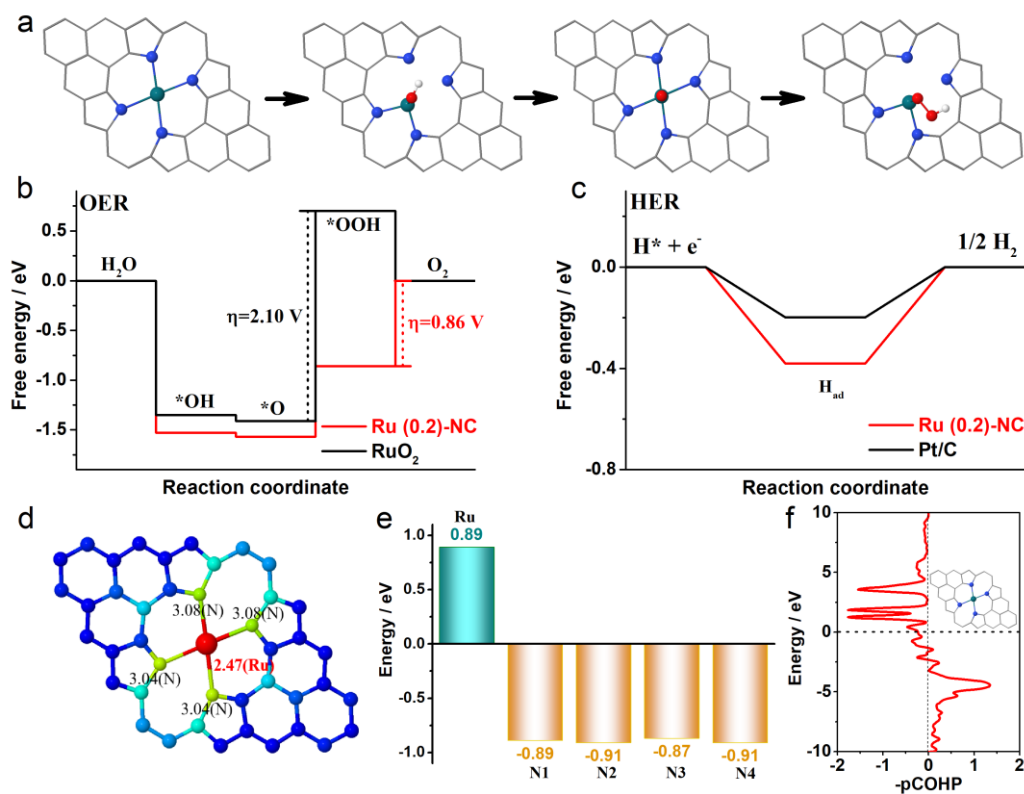 a
b
OER
Free energy / eV
0.5
0.0
-0.5
-1.0
-1.5
H₂O
*OH
*O
*OOH
O₂
η=2.10 V
η=0.86 V
Ru (0.2)-NC
RuO₂
Reaction coordinate
c
HER
Free energy / eV
0.0
-0.4
-0.8
H* + e⁻
1/2 H₂
Had
Ru (0.2)-NC
Pt/C
Reaction coordinate
d
3.08(N)
3.08(N)
2.47(Ru)
3.04(N)
3.04(N)
e
Energy / eV
1.0
0.5
0.0
-0.5
-1.0
Ru
0.89
-0.89
-0.91
-0.87
-0.91
N1
N2
N3
N4
f
Energy / eV
10
5
0
-5
-10
-2
-1
0
1
2
-pCOHP